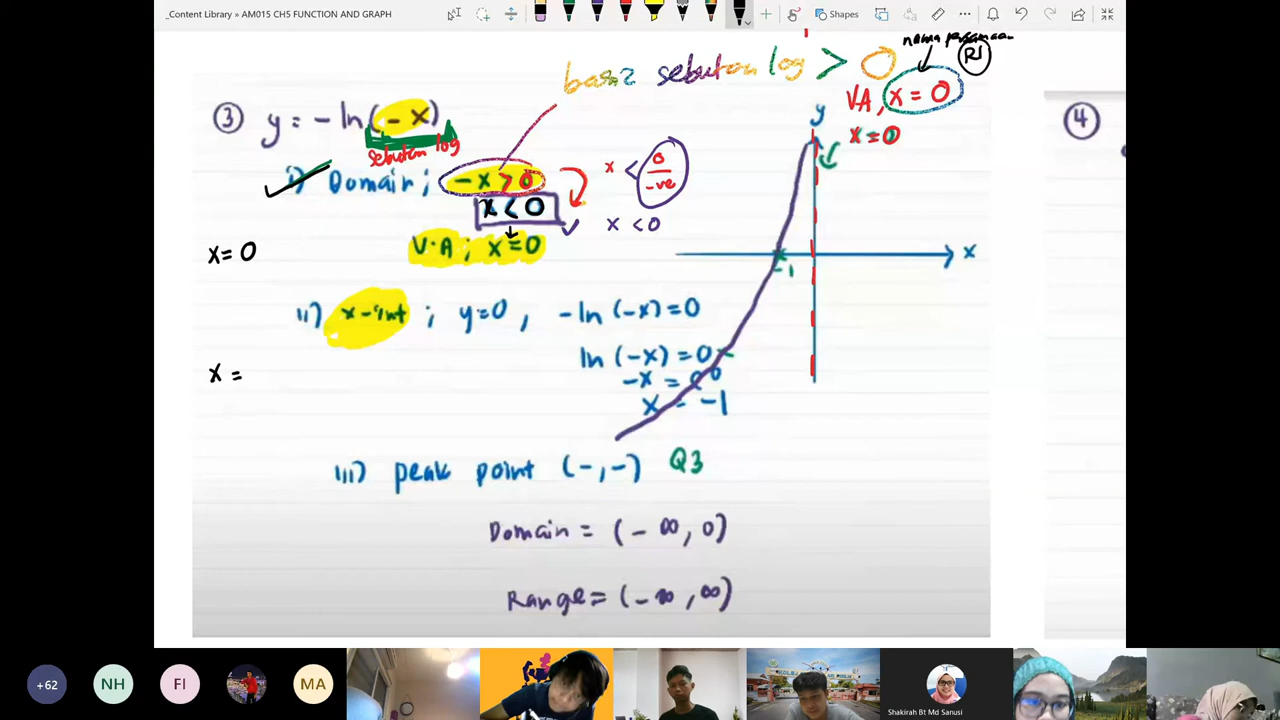 _Content Library » AM015 CH5 FUNCTION AND GRAPH
Shapes
sebutan log > 0
nama persamaan
R1
VA, x = 0
x = 0
③ y = -ln(-x)
sebutan log
i) Domain; -x > 0
x < 0/-ve
x < 0
x < 0
V.A; x = 0
x = 0
y
x
-1
ii) x-int; y=0, -ln(-x)=0
ln(-x)=0
-x = e⁰
x = -1
x =
iii) peak point (-,-) Q3
Domain = (-∞, 0)
Range = (-∞, ∞)
④
+62
NH
FI
MA
Shakirah Bt Md Sanusi